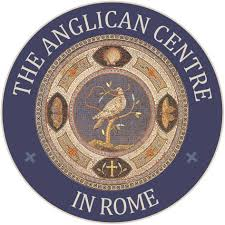 THE ANGLICAN CENTRE
IN ROME